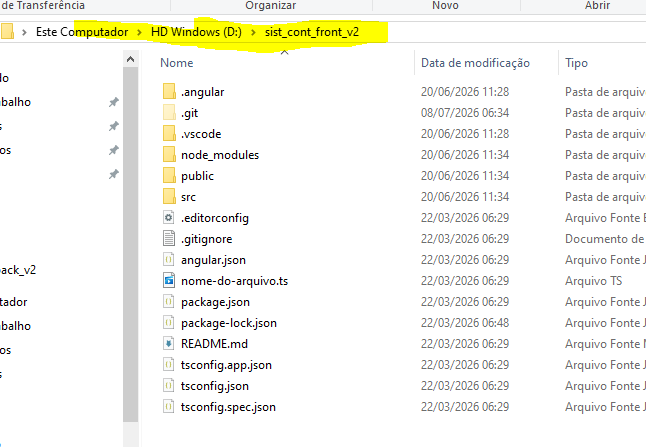 de Transferência Organizar Novo Abrir
Este Computador > HD Windows (D:) > sist_cont_front_v2
Nome Data de modificação Tipo
.angular 20/06/2026 11:28 Pasta de arquivo
.git 08/07/2026 06:34 Pasta de arquivo
.vscode 20/06/2026 11:28 Pasta de arquivo
node_modules 20/06/2026 11:34 Pasta de arquivo
public 20/06/2026 11:34 Pasta de arquivo
src 20/06/2026 11:34 Pasta de arquivo
.editorconfig 22/03/2026 06:29 Arquivo Fonte E
.gitignore 22/03/2026 06:29 Documento de
angular.json 22/03/2026 06:29 Arquivo Fonte J
nome-do-arquivo.ts 22/03/2026 06:29 Arquivo TS
package.json 22/03/2026 06:29 Arquivo Fonte J
package-lock.json 22/03/2026 06:48 Arquivo Fonte J
README.md 22/03/2026 06:29 Arquivo Fonte M
tsconfig.app.json 22/03/2026 06:29 Arquivo Fonte J
tsconfig.json 22/03/2026 06:29 Arquivo Fonte J
tsconfig.spec.json 22/03/2026 06:29 Arquivo Fonte J